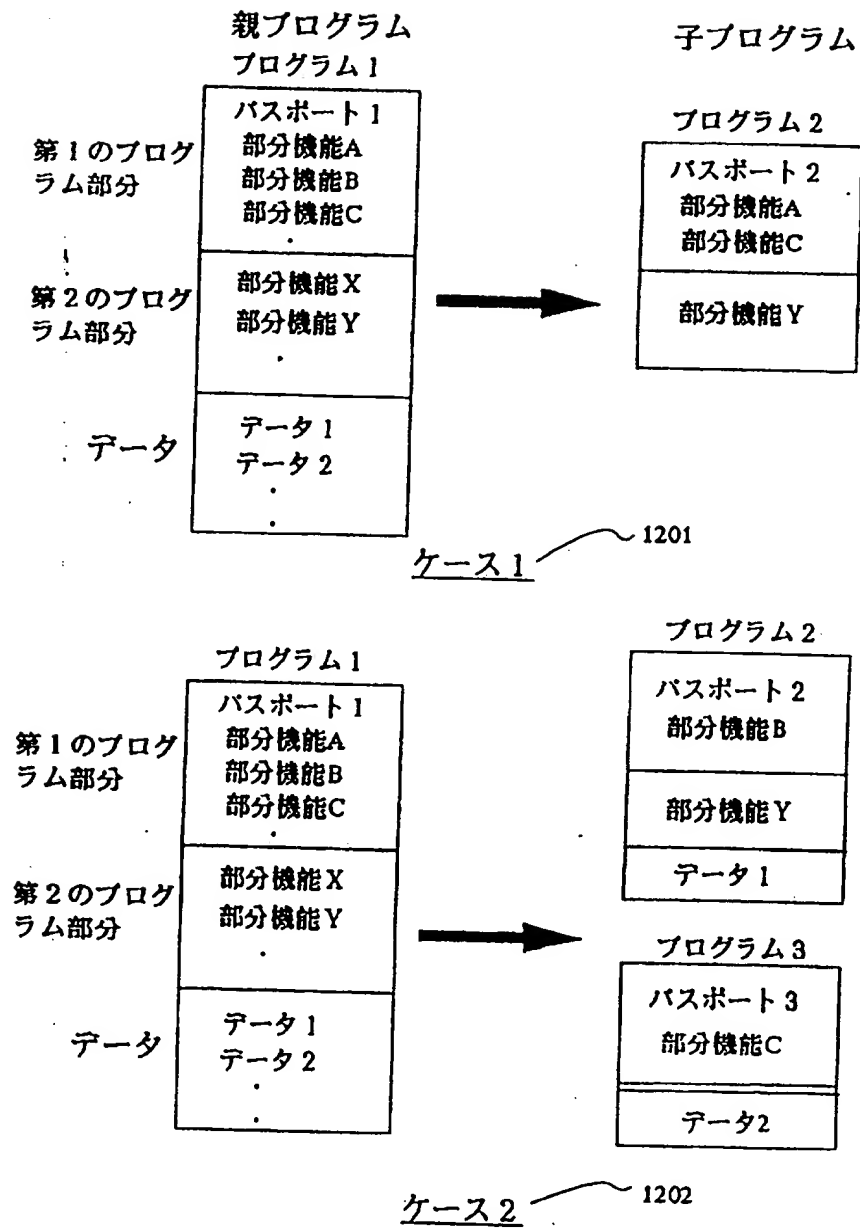 親プログラム
プログラム1
パスポート1
部分機能A
部分機能B
部分機能C
第1のプログ
ラム部分
部分機能X
部分機能Y
第2のプログ
ラム部分
データ1
データ2
データ
子プログラム
プログラム2
パスポート2
部分機能A
部分機能C
部分機能Y
ケース1
1201
プログラム1
パスポート1
部分機能A
部分機能B
部分機能C
第1のプログ
ラム部分
部分機能X
部分機能Y
第2のプログ
ラム部分
データ1
データ2
データ
プログラム2
パスポート2
部分機能B
部分機能Y
データ1
プログラム3
パスポート3
部分機能C
データ2
ケース2
1202